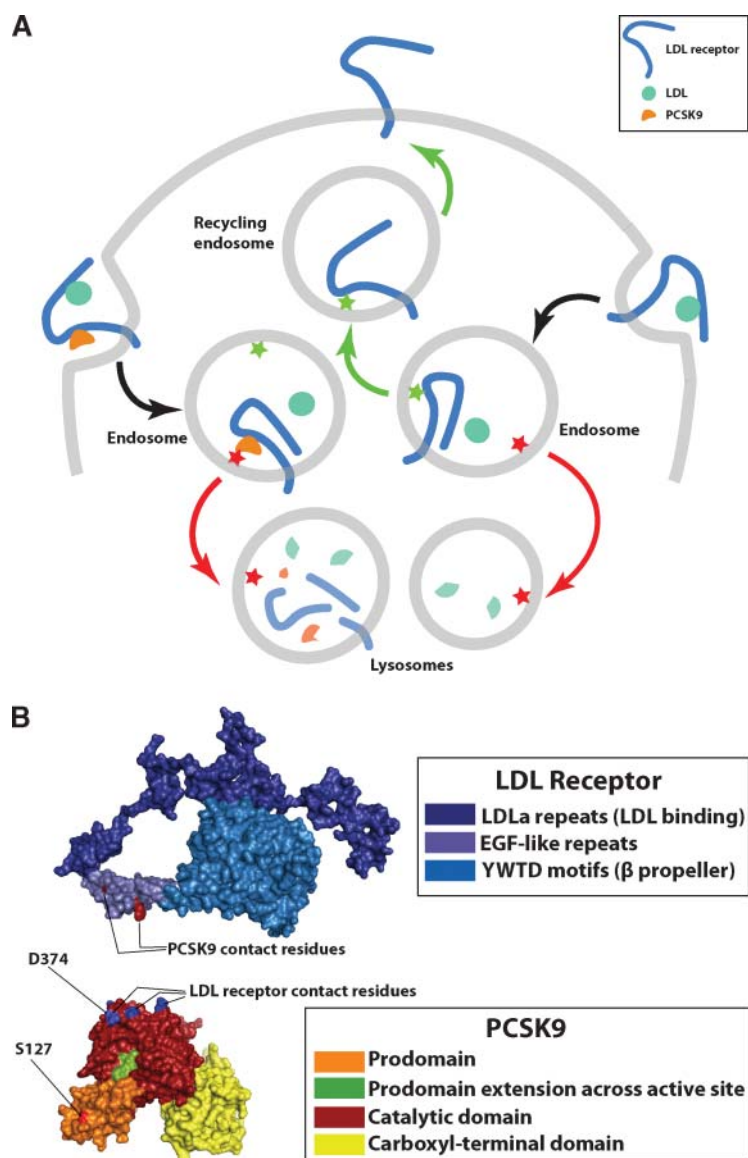 A
LDL receptor
LDL
PCSK9
Recycling
endosome
Endosome
Endosome
Lysosomes
B
LDL Receptor
LDLa repeats (LDL binding)
EGF-like repeats
YWTD motifs (β propeller)
PCSK9 contact residues
D374
LDL receptor contact residues
S127
PCSK9
Prodomain
Prodomain extension across active site
Catalytic domain
Carboxyl-terminal domain